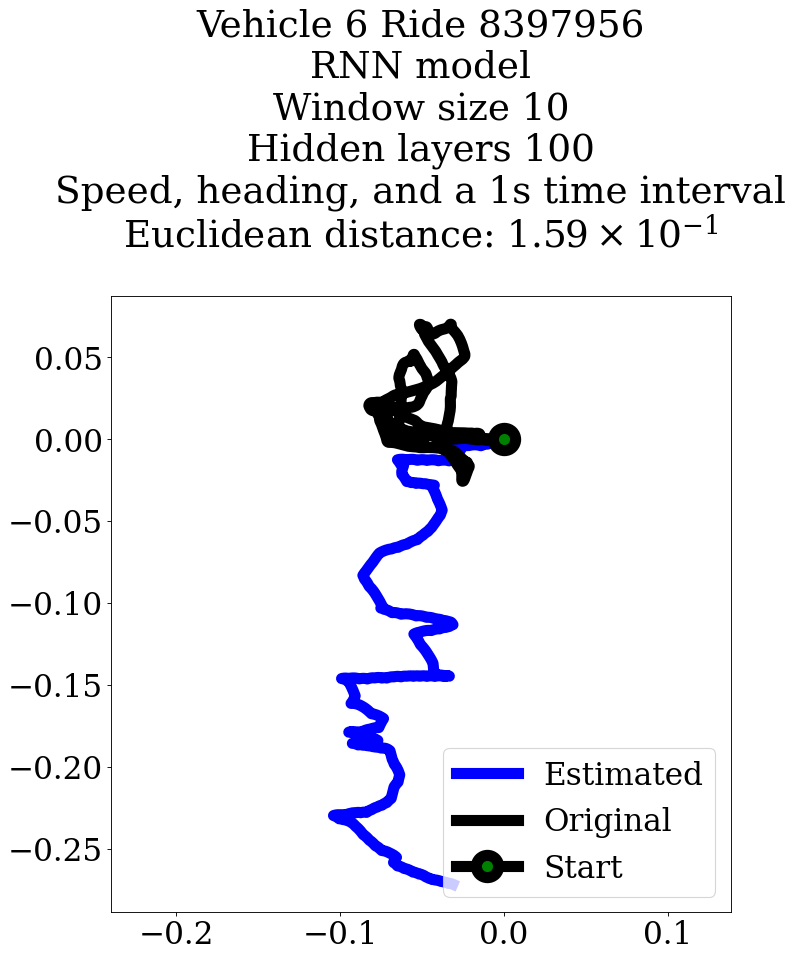 Vehicle 6 Ride 8397956
RNN model
Window size 10
Hidden layers 100
Speed, heading, and a 1s time interval
Euclidean distance: 1.59 × 10⁻¹
0.05
0.00
−0.05
−0.10
−0.15
−0.20
−0.25
Estimated
Original
Start
−0.2 −0.1 0.0 0.1